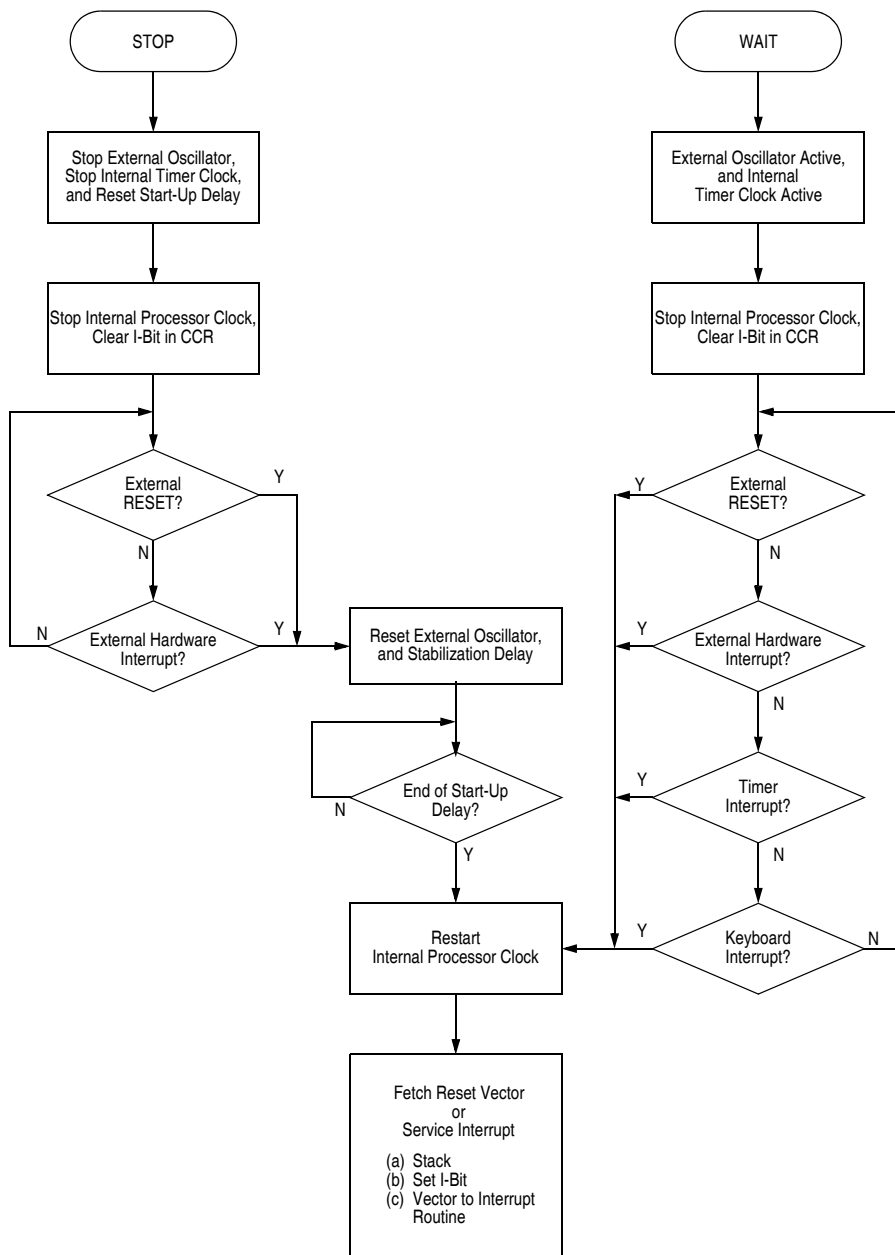 STOP
WAIT
Stop External Oscillator,
Stop Internal Timer Clock,
and Reset Start-Up Delay
External Oscillator Active,
and Internal
Timer Clock Active
Stop Internal Processor Clock,
Clear I-Bit in CCR
Stop Internal Processor Clock,
Clear I-Bit in CCR
External
RESET?
Y
N
Y
External
RESET?
N
N
External Hardware
Interrupt?
Y
Reset External Oscillator,
and Stabilization Delay
Y
External Hardware
Interrupt?
N
N
End of Start-Up
Delay?
Y
Y
Timer
Interrupt?
N
Restart
Internal Processor Clock
Y
Keyboard
Interrupt?
N
Fetch Reset Vector
or
Service Interrupt
(a) Stack
(b) Set I-Bit
(c) Vector to Interrupt
Routine